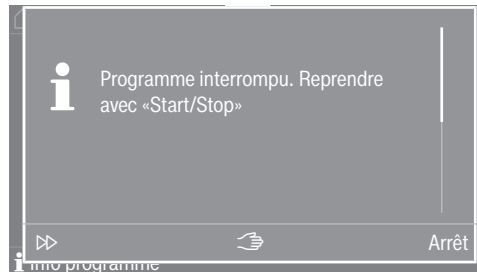 Programme interrompu. Reprendre
avec «Start/Stop»
Arrêt
Info programme